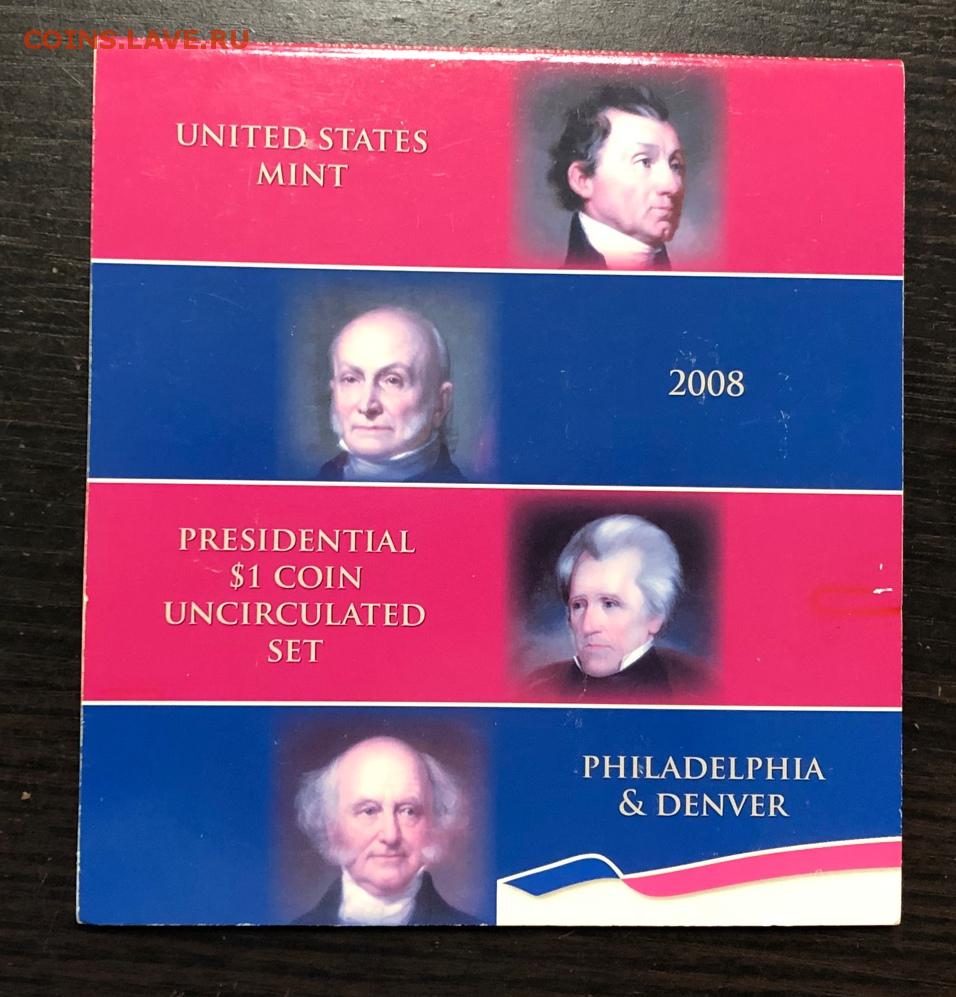 COINS.LAVE.RU
UNITED STATES
MINT
2008
PRESIDENTIAL
$1 COIN
UNCIRCULATED
SET
PHILADELPHIA
& DENVER